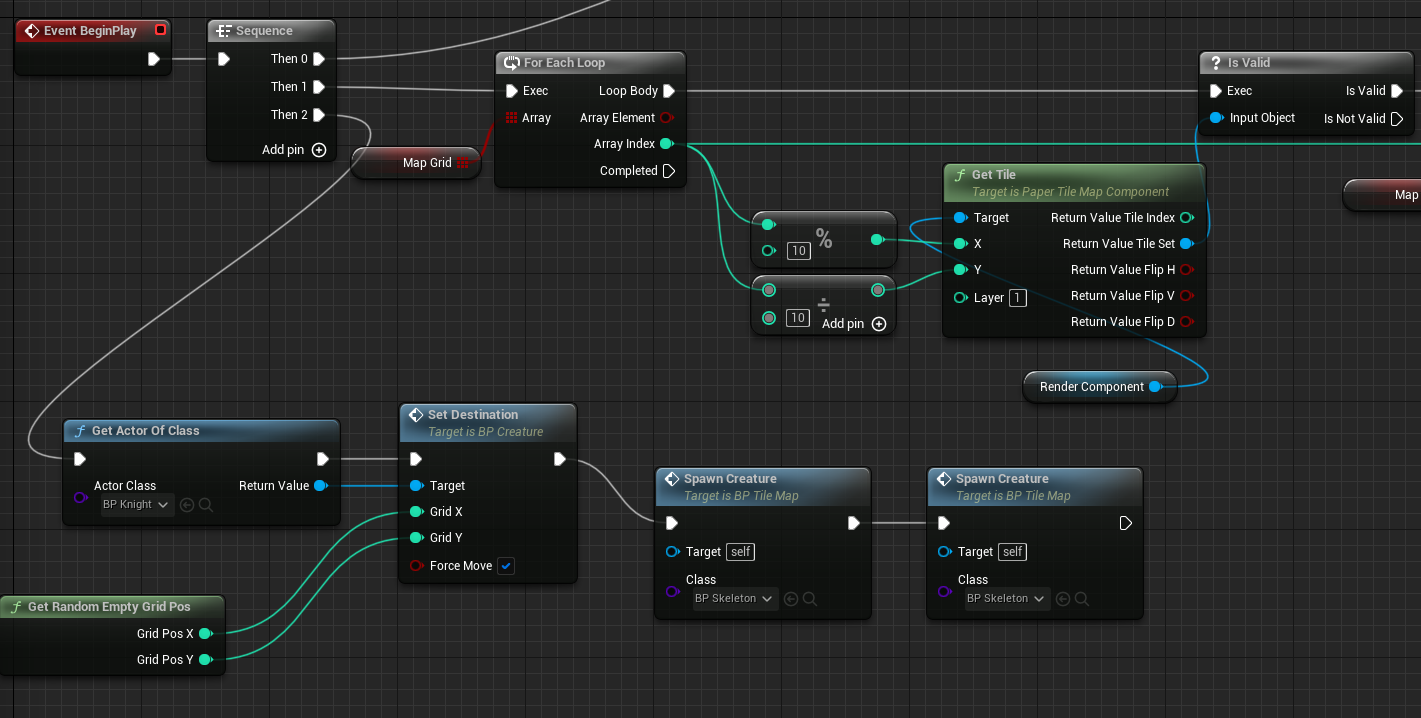 Event BeginPlay
Sequence
Then 0
Then 1
Then 2
Add pin
Map Grid
For Each Loop
Exec
Loop Body
Array
Array Element
Array Index
Completed
Is Valid
Exec
Is Valid
Input Object
Is Not Valid
Map
%
10
÷
10
Add pin
Get Tile
Target is Paper Tile Map Component
Target
Return Value Tile Index
X
Return Value Tile Set
Y
Return Value Flip H
Layer
1
Return Value Flip V
Return Value Flip D
Render Component
Get Actor Of Class
Actor Class
BP Knight
Return Value
Set Destination
Target is BP Creature
Target
Grid X
Grid Y
Force Move
Spawn Creature
Target is BP Tile Map
Target
self
Class
BP Skeleton
Spawn Creature
Target is BP Tile Map
Target
self
Class
BP Skeleton
Get Random Empty Grid Pos
Grid Pos X
Grid Pos Y